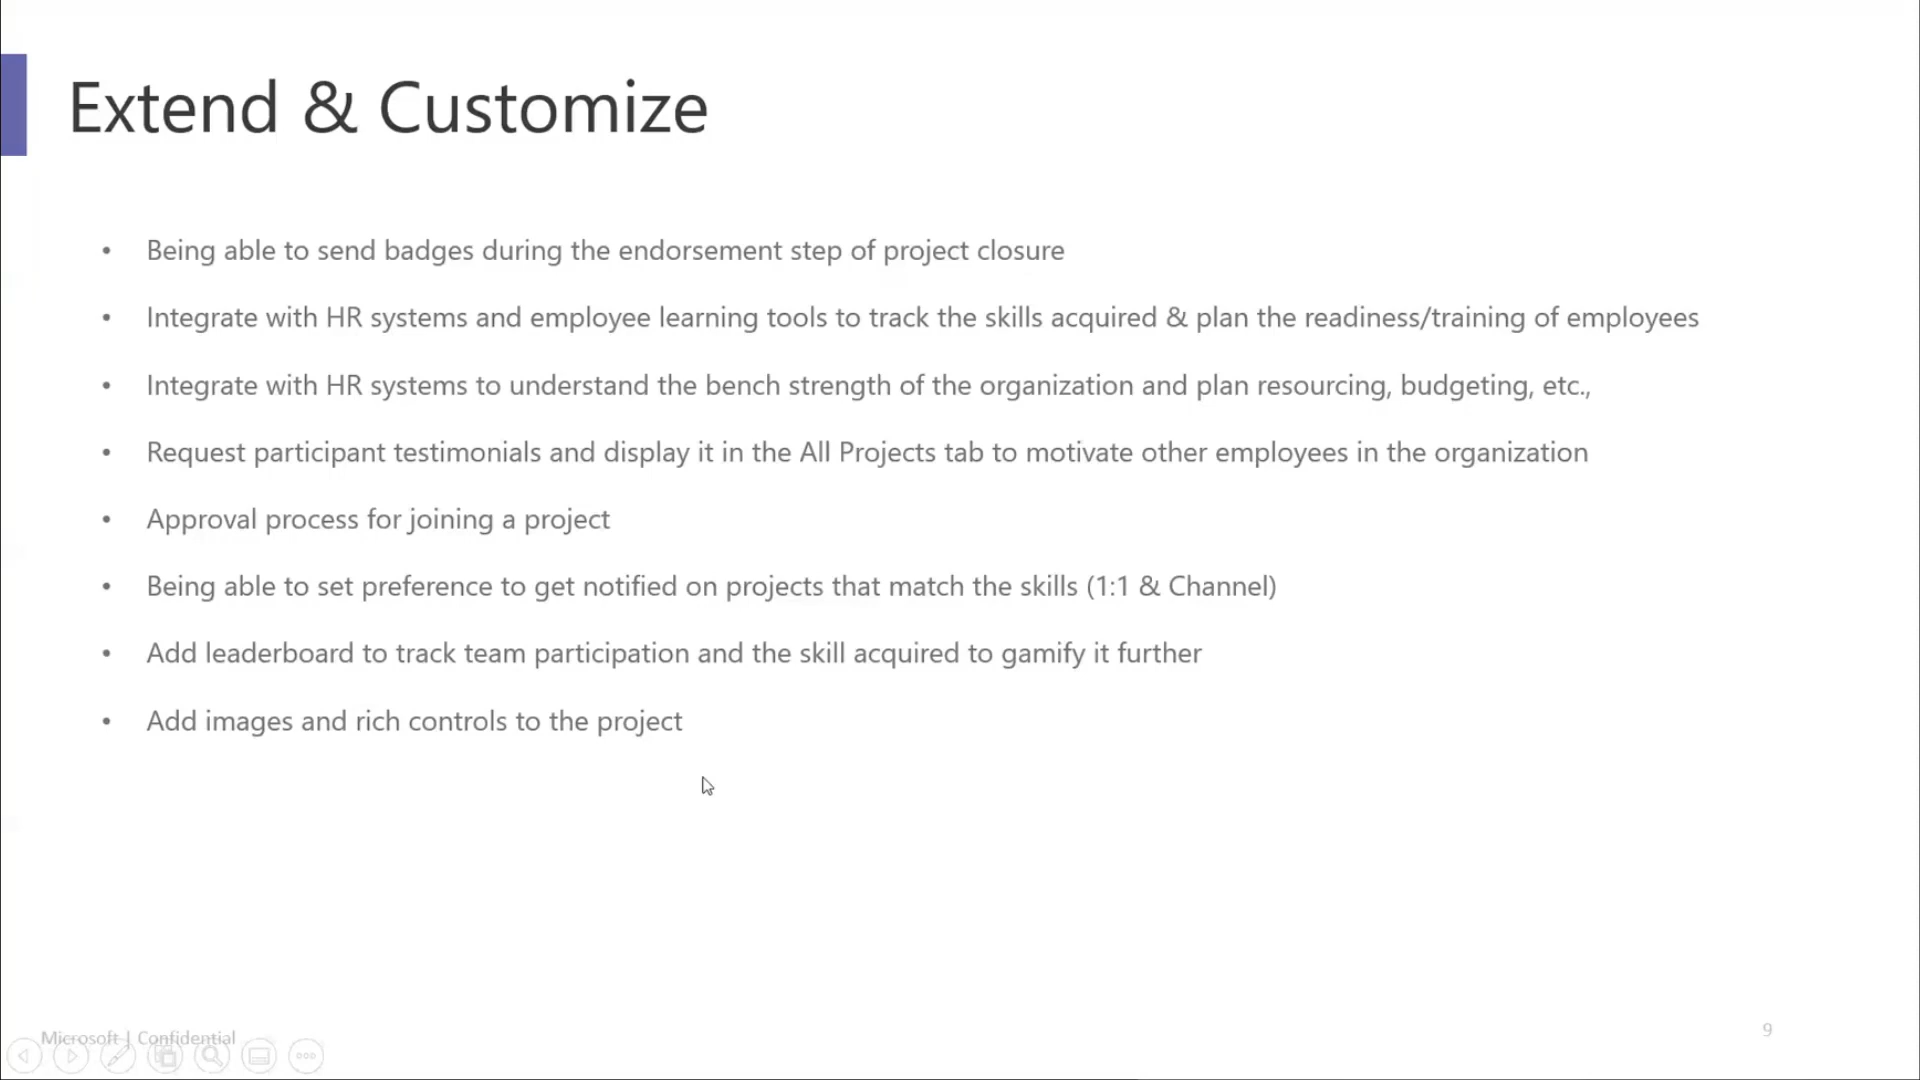 Extend & Customize
• Being able to send badges during the endorsement step of project closure
• Integrate with HR systems and employee learning tools to track the skills acquired & plan the readiness/training of employees
• Integrate with HR systems to understand the bench strength of the organization and plan resourcing, budgeting, etc.,
• Request participant testimonials and display it in the All Projects tab to motivate other employees in the organization
• Approval process for joining a project
• Being able to set preference to get notified on projects that match the skills (1:1 & Channel)
• Add leaderboard to track team participation and the skill acquired to gamify it further
• Add images and rich controls to the project
Microsoft | Confidential
9